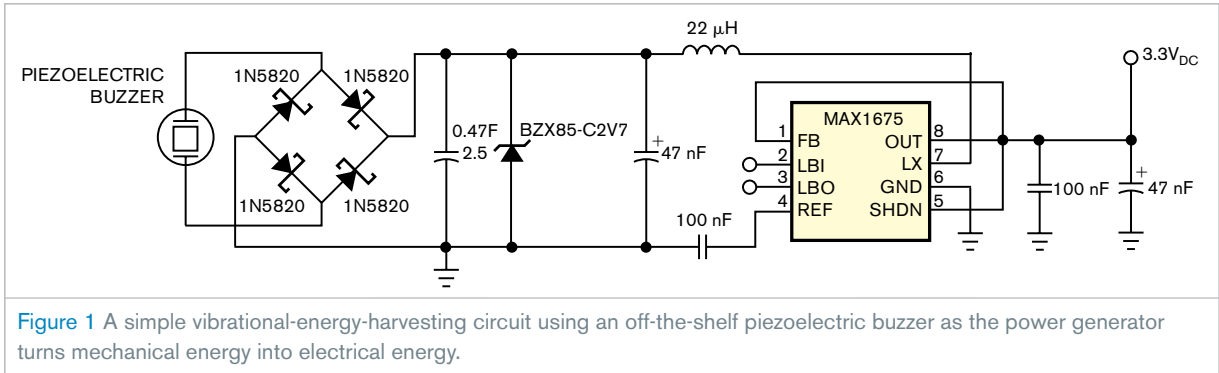 22 µH
3.3V_DC
PIEZOELECTRIC
BUZZER
1N5820
1N5820
MAX1675
0.47F
2.5
BZX85-C2V7
+
47 nF
1 FB OUT 8
2 LBI LX 7
3 LBO GND 6
4 REF SHDN 5
+
100 nF
47 nF
1N5820
1N5820
100 nF
Figure 1 A simple vibrational-energy-harvesting circuit using an off-the-shelf piezoelectric buzzer as the power generator
turns mechanical energy into electrical energy.